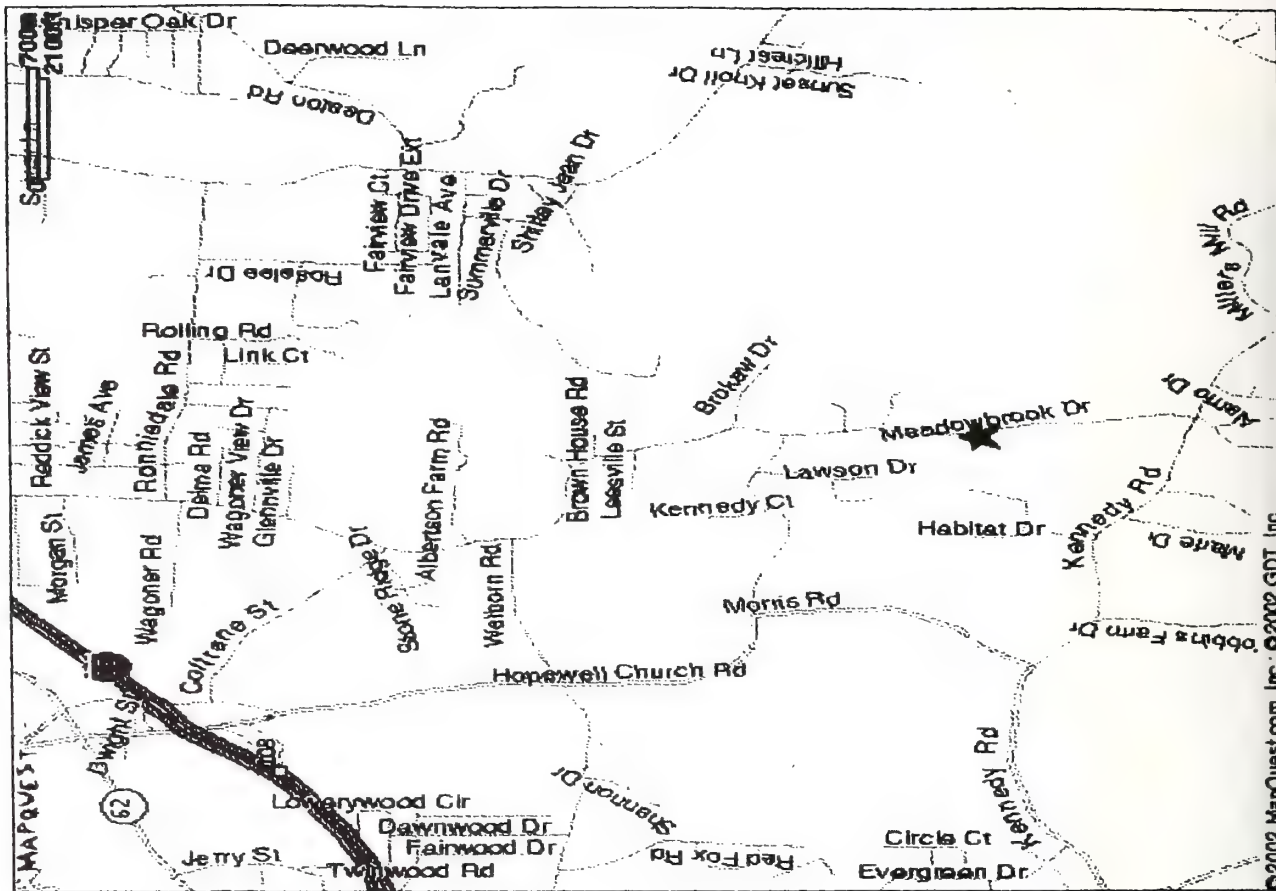 hisper Oak Dr
700m
2100ft
Deerwood Ln
Deaton Rd
Hillcrest Ln
Sunset Knoll Dr
Fairview Ct
Fairview Drive Ext
Lanvale Ave
Summerville Dr
Shirley Jean Dr
Roselee Dr
Millers Mill Rd
Rolling Rd
Link Ct
Reddick View St
James Ave
Ronniedale Rd
Delma Rd
Wagoner View Dr
Glennville Dr
Albertson Farm Rd
Brown House Rd
Leesville St
Brokaw Dr
Meadowbrook Dr
Alamo Dr
Lawson Dr
Kennedy Ct
Habitat Dr
Kennedy Rd
Marie Dr
Morgan St
Wagoner Rd
Coltrane St
Welborn Rd
Morris Rd
obbins Farm Dr
Hopewell Church Rd
MAPQUEST
Dwight St
62
108
Lowerywood Cir
Dawnwood Dr
Fairwood Dr
Twinwood Rd
Jerry St
Shannon Dr
Red Fox Rd
Kennedy Rd
Circle Ct
Evergreen Dr
©2002 MapQuest.com, Inc.; ©2002 GDT, Inc.